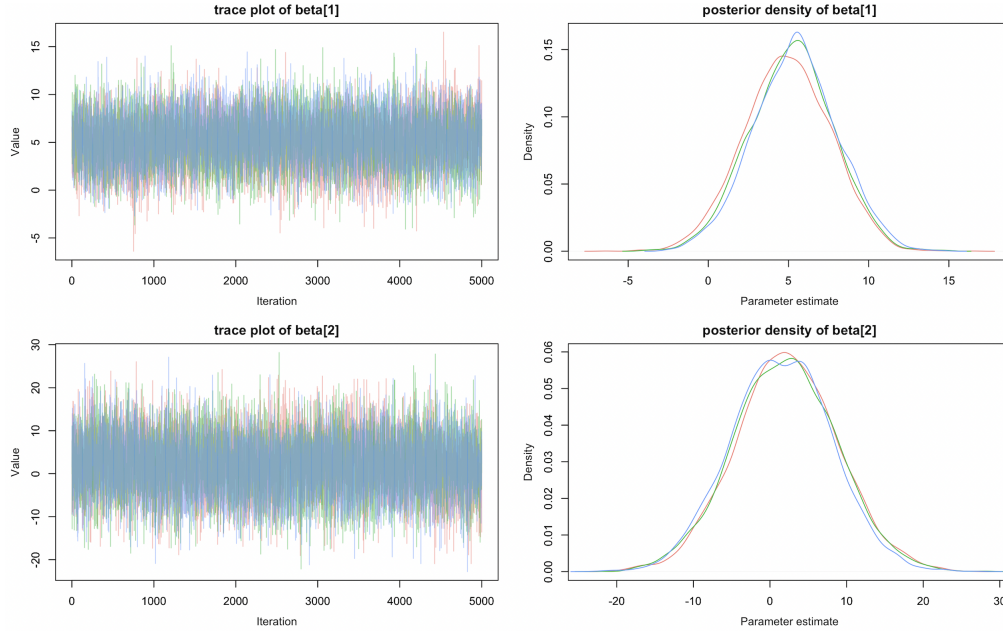 trace plot of beta[1]
Value
15
10
5
0
-5
0 1000 2000 3000 4000 5000
Iteration
posterior density of beta[1]
Density
0.15
0.10
0.05
0.00
-5 0 5 10 15
Parameter estimate
trace plot of beta[2]
Value
30
20
10
0
-10
-20
0 1000 2000 3000 4000 5000
Iteration
posterior density of beta[2]
Density
0.06
0.05
0.04
0.03
0.02
0.01
0.00
-20 -10 0 10 20 30
Parameter estimate